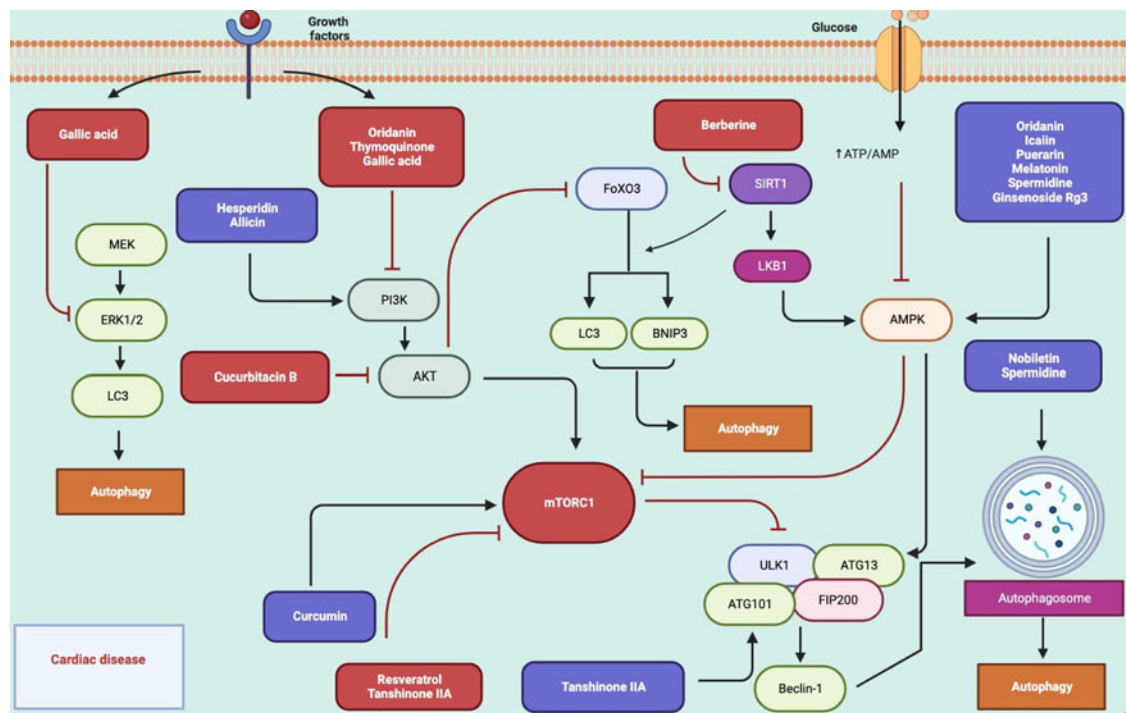 Growth
factors
Glucose
Gallic acid
Oridanin
Thymoquinone
Gallic acid
Berberine
Oridanin
Icaiin
Puerarin
Melatonin
Spermidine
Ginsenoside Rg3
↑ATP/AMP
FoXO3
SIRT1
Hesperidin
Allicin
MEK
LKB1
PI3K
ERK1/2
LC3
BNIP3
AMPK
Nobiletin
Spermidine
Cucurbitacin B
AKT
LC3
Autophagy
Autophagy
mTORC1
ULK1
ATG13
ATG101
FIP200
Autophagosome
Curcumin
Cardiac disease
Resveratrol
Tanshinone IIA
Tanshinone IIA
Beclin-1
Autophagy